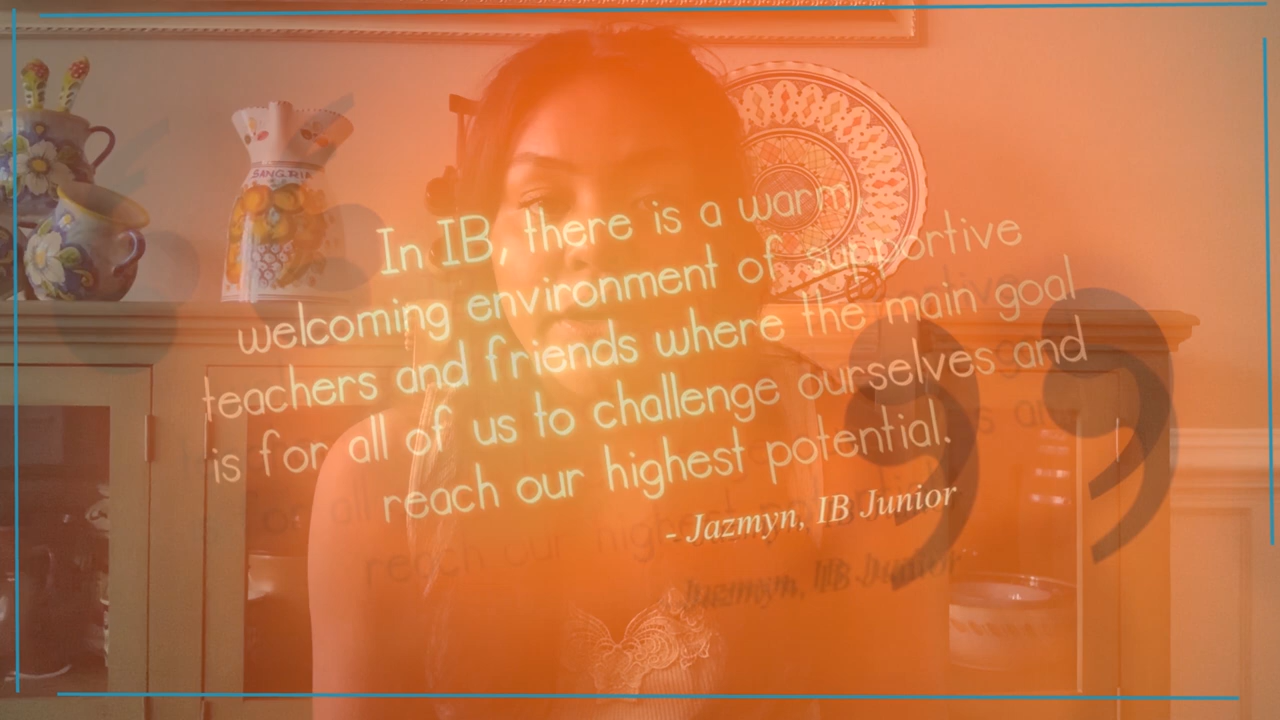 SANGRIA
In IB, there is a warm
welcoming environment of supportive
teachers and friends where the main goal
is for all of us to challenge ourselves and
reach our highest potential.
- Jazmyn, IB Junior